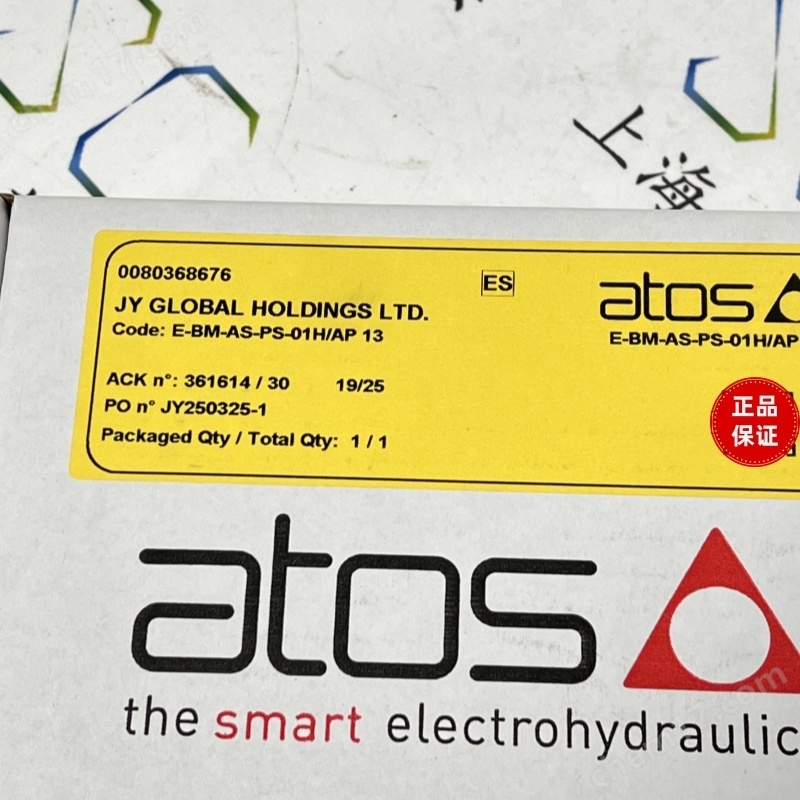 上海
0080368676
ES
atos
JY GLOBAL HOLDINGS LTD.
Code: E-BM-AS-PS-01H/AP 13
E-BM-AS-PS-01H/AP
ACK n°: 361614 / 30 19/25
PO n° JY250325-1
Packaged Qty / Total Qty: 1 / 1
正品
保证
atos
the smart electrohydraulic